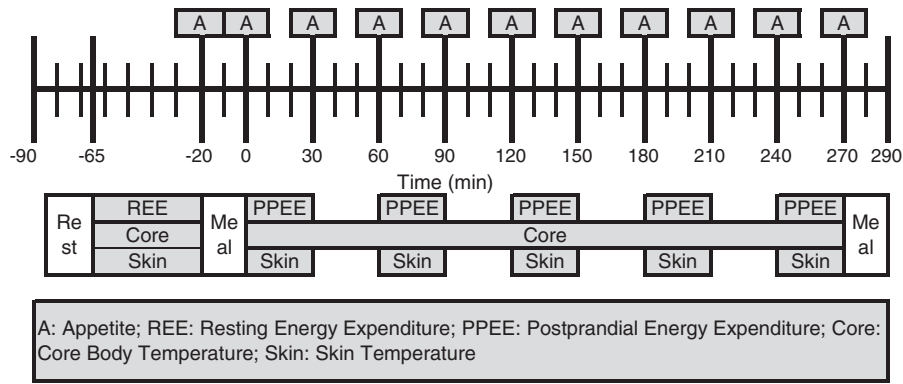 A A A A A A A A A A A
-90 -65 -20 0 30 60 90 120 150 180 210 240 270 290
Time (min)
Re
st
REE
Core
Skin
Me
al
PPEE PPEE PPEE PPEE PPEE
Core
Skin Skin Skin Skin Skin
Me
al
A: Appetite; REE: Resting Energy Expenditure; PPEE: Postprandial Energy Expenditure; Core:
Core Body Temperature; Skin: Skin Temperature